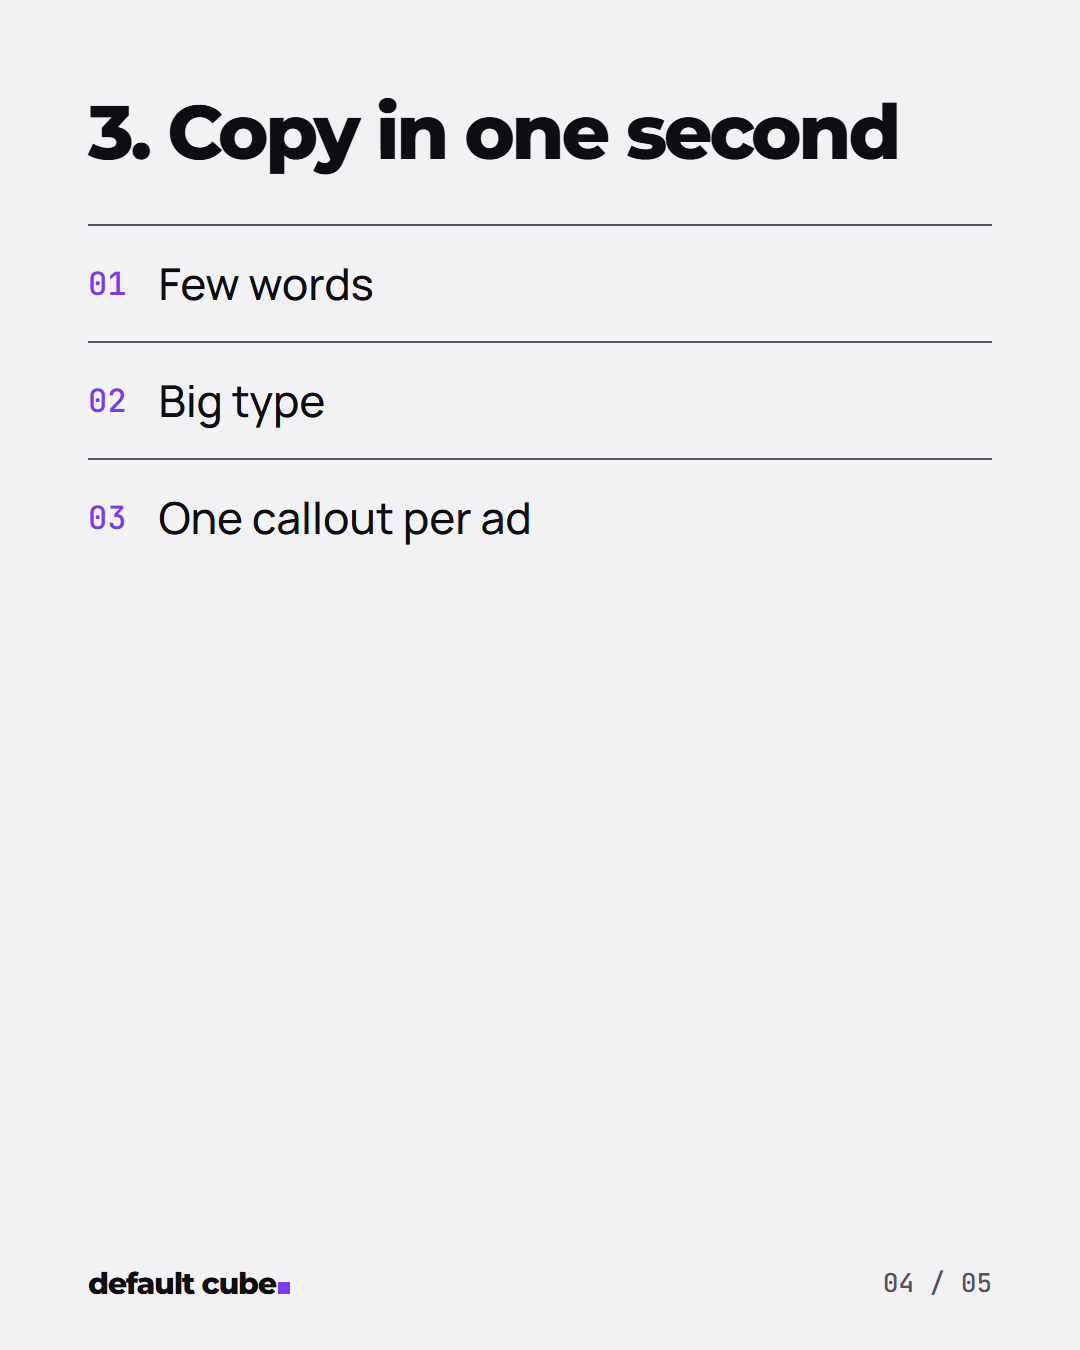 3. Copy in one second
01 Few words
02 Big type
03 One callout per ad
default cube
04 / 05